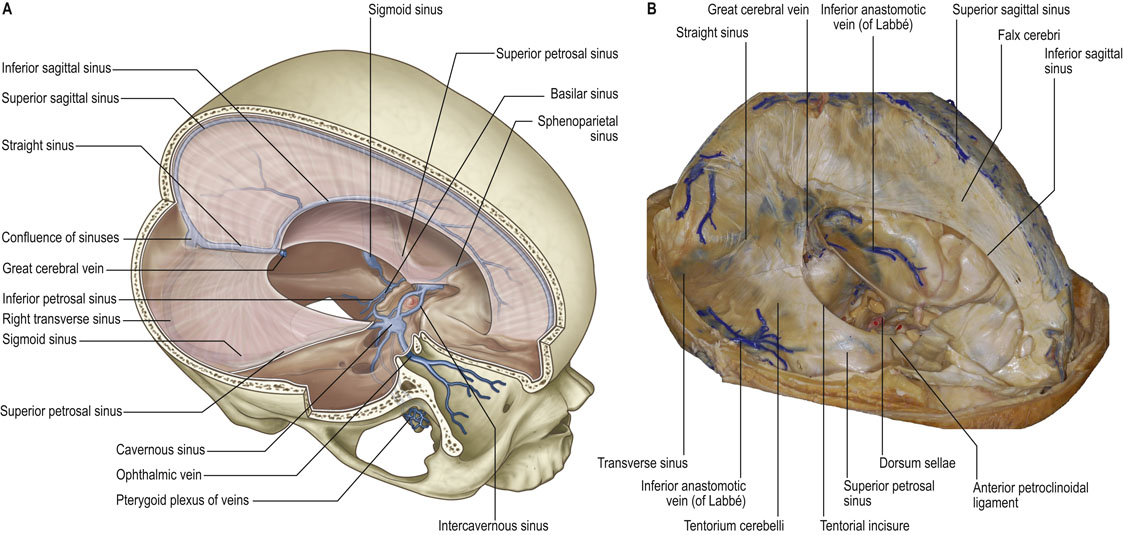 A
Sigmoid sinus
Superior petrosal sinus
Inferior sagittal sinus
Basilar sinus
Superior sagittal sinus
Sphenoparietal
sinus
Straight sinus
Confluence of sinuses
Great cerebral vein
Inferior petrosal sinus
Right transverse sinus
Sigmoid sinus
Superior petrosal sinus
Cavernous sinus
Ophthalmic vein
Pterygoid plexus of veins
Intercavernous sinus
B
Great cerebral vein
Inferior anastomotic
vein (of Labbé)
Superior sagittal sinus
Straight sinus
Falx cerebri
Inferior sagittal
sinus
Transverse sinus
Dorsum sellae
Inferior anastomotic
vein (of Labbé)
Superior petrosal
sinus
Anterior petroclinoidal
ligament
Tentorium cerebelli
Tentorial incisure